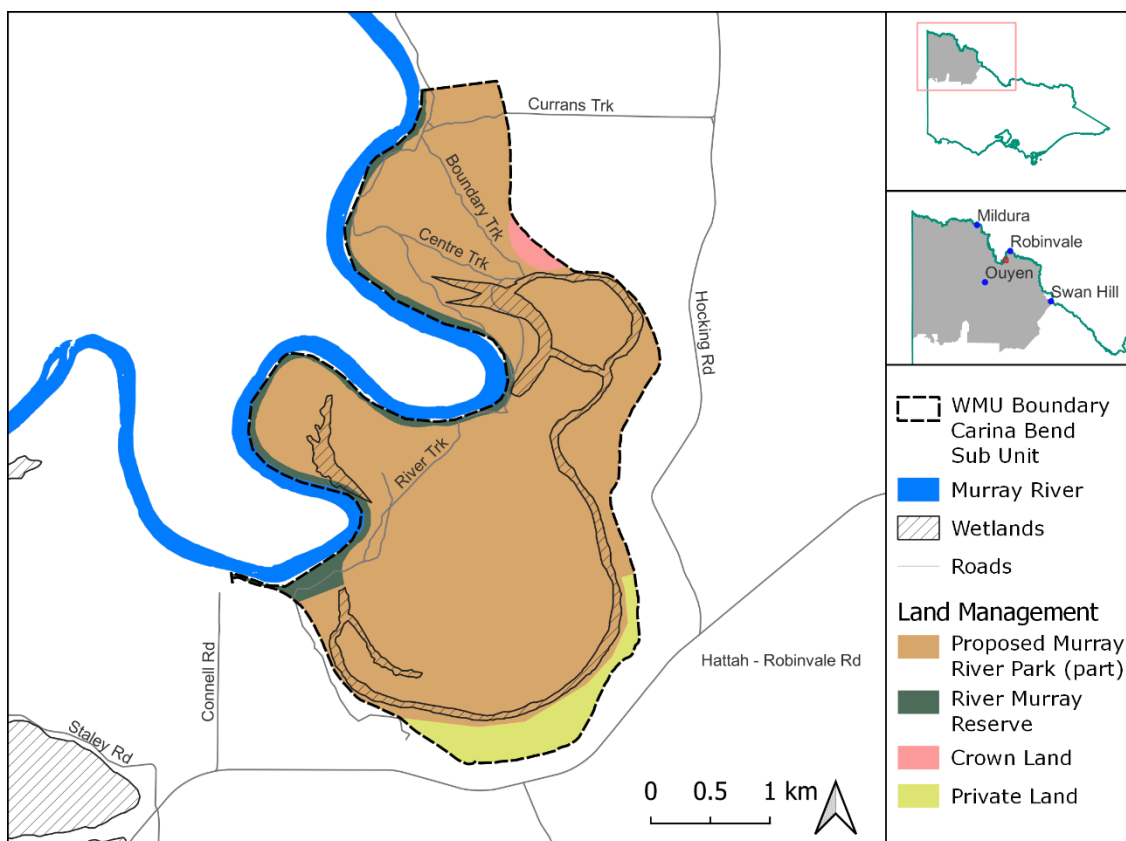 Currans Trk
Boundary Trk
Centre Trk
Hocking Rd
River Trk
Connell Rd
Hattah - Robinvale Rd
Staley Rd
0 0.5 1 km
Mildura
Robinvale
Ouyen
Swan Hill
WMU Boundary
Carina Bend
Sub Unit
Murray River
Wetlands
Roads
Land Management
Proposed Murray
River Park (part)
River Murray
Reserve
Crown Land
Private Land